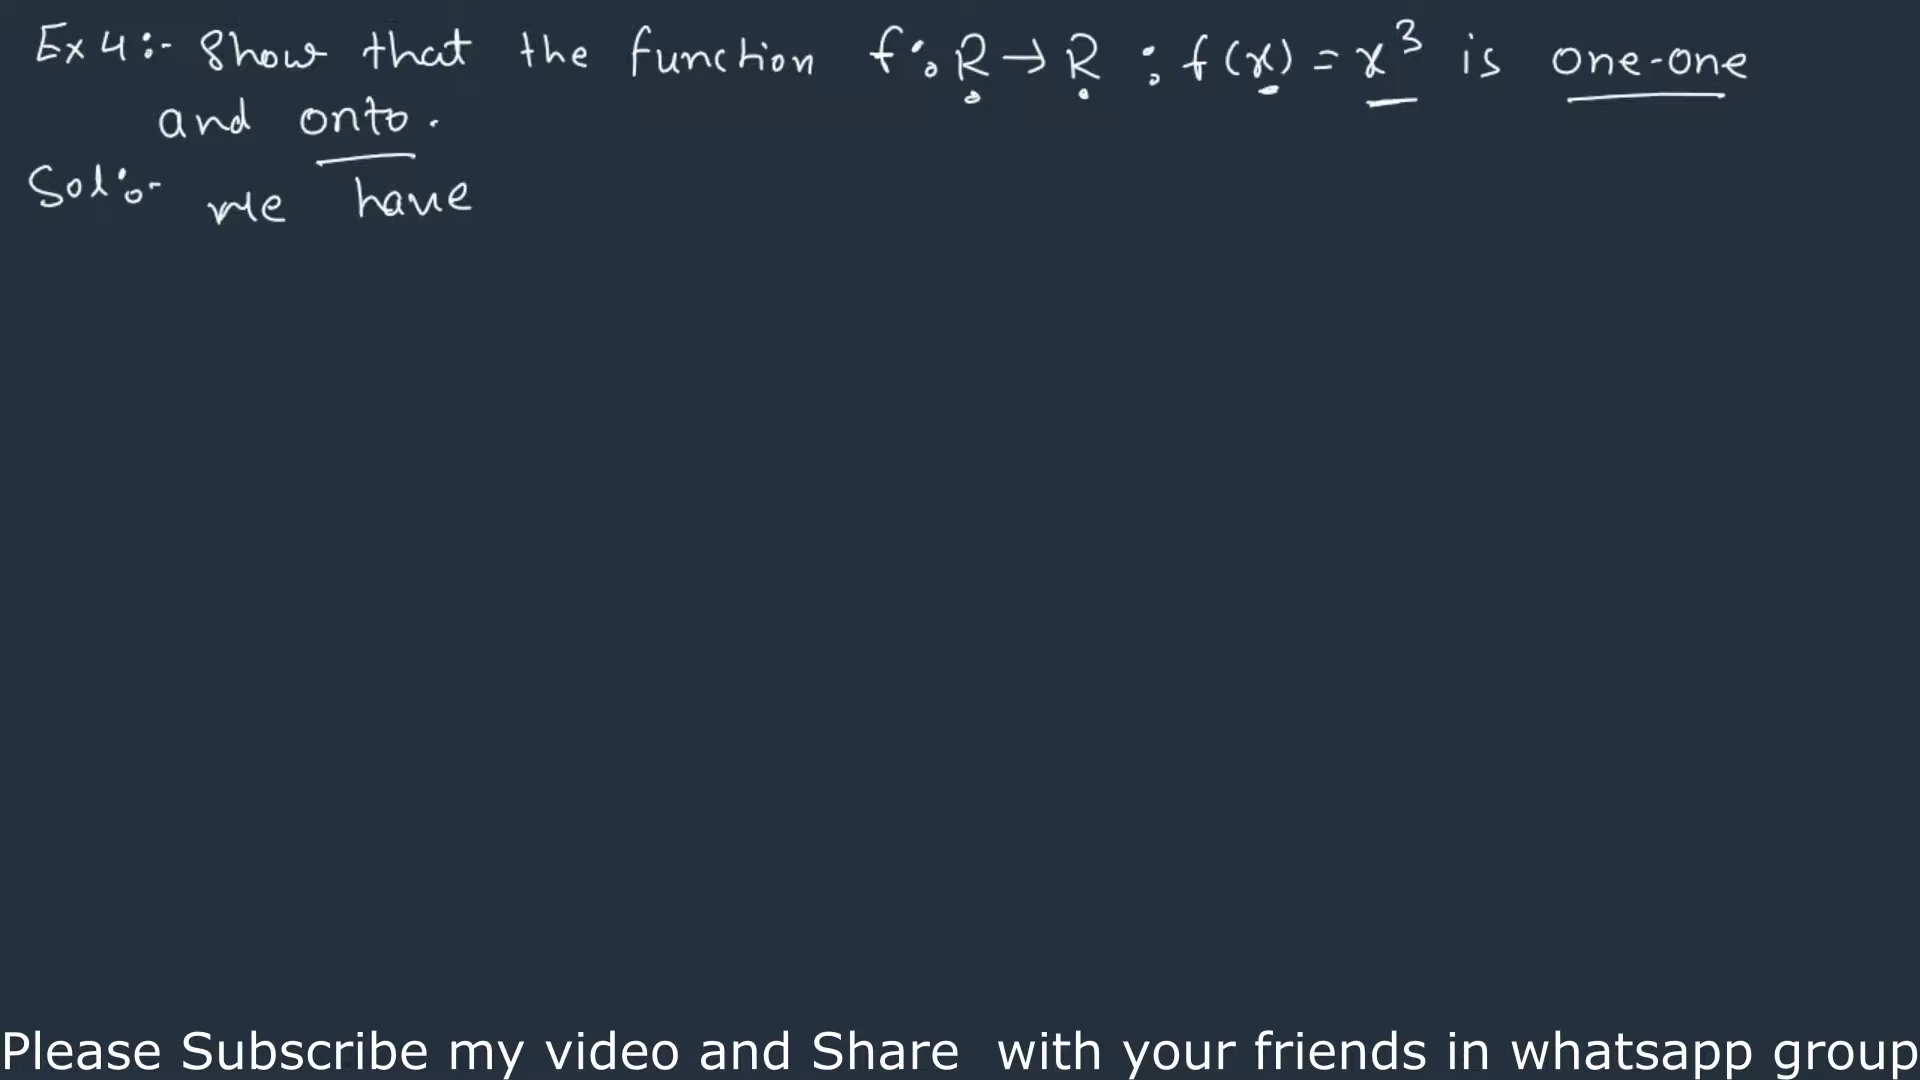 Ex 4:- Show that the function f:R→R : f(x) = x³ is one-one
and onto.
Sol:- we have
Please Subscribe my video and Share with your friends in whatsapp group